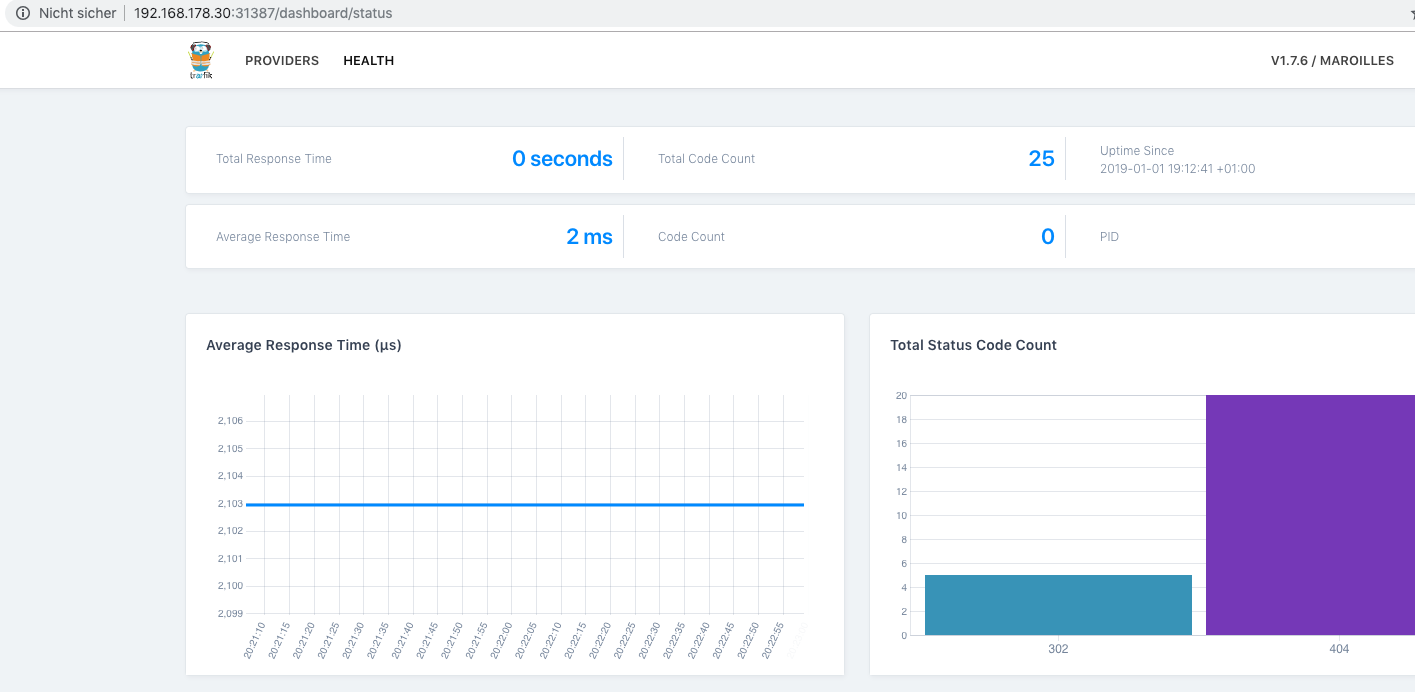 Nicht sicher 192.168.178.30:31387/dashboard/status
træfik PROVIDERS HEALTH V1.7.6 / MAROILLES
Total Response Time 0 seconds Total Code Count 25 Uptime Since
2019-01-01 19:12:41 +01:00
Average Response Time 2 ms Code Count 0 PID
Average Response Time (µs)
2,106
2,105
2,104
2,103
2,102
2,101
2,100
2,099
20:21:10 20:21:15 20:21:20 20:21:25 20:21:30 20:21:35 20:21:40 20:21:45 20:21:50 20:21:55 20:22:00 20:22:05 20:22:10 20:22:15 20:22:20 20:22:25 20:22:30 20:22:35 20:22:40 20:22:45 20:22:50 20:22:55
Total Status Code Count
20
18
16
14
12
10
8
6
4
2
0
302 404